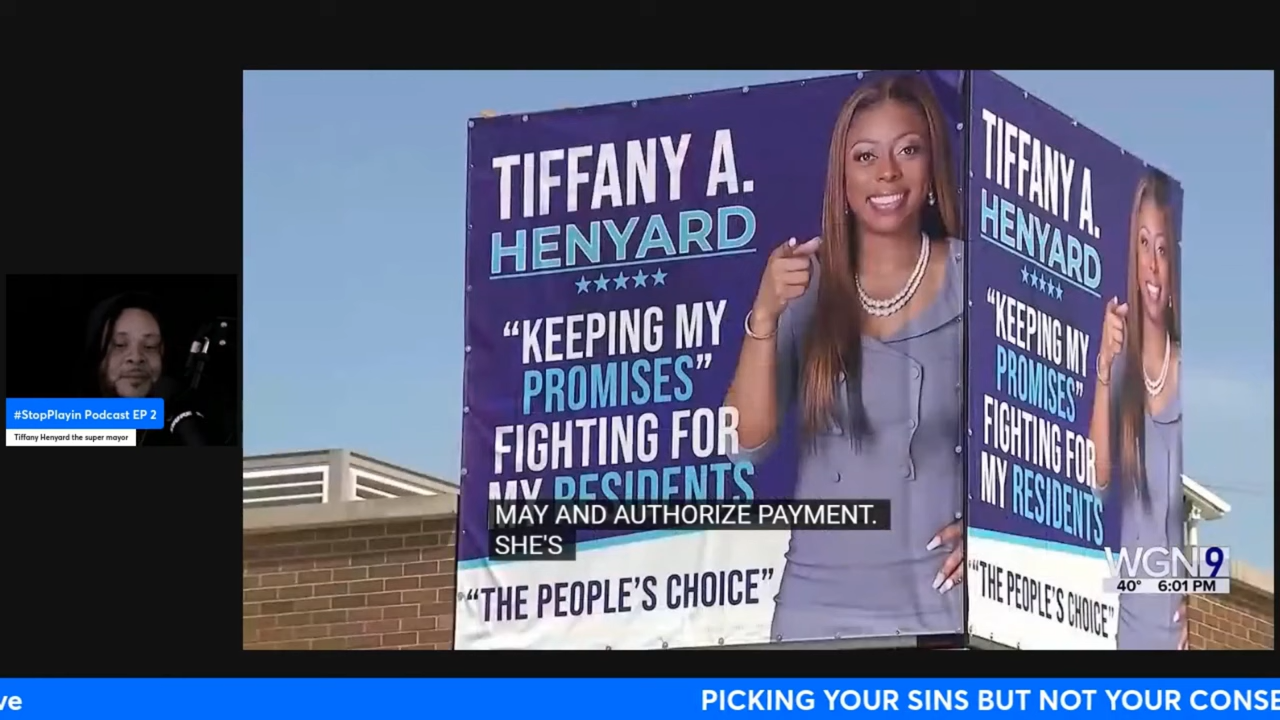 TIFFANY A.
HENYARD
"KEEPING MY
PROMISES"
FIGHTING FOR
MY RESIDENTS
"THE PEOPLE'S CHOICE"
TIFFANY A.
HENYARD
"KEEPING MY
PROMISES"
FIGHTING FOR
MY RESIDENTS
"THE PEOPLE'S CHOICE"
MAY AND AUTHORIZE PAYMENT.
SHE'S
WGN9
40° 6:01 PM
#StopPlayin Podcast EP 2
Tiffany Henyard the super mayor
ve PICKING YOUR SINS BUT NOT YOUR CONSE